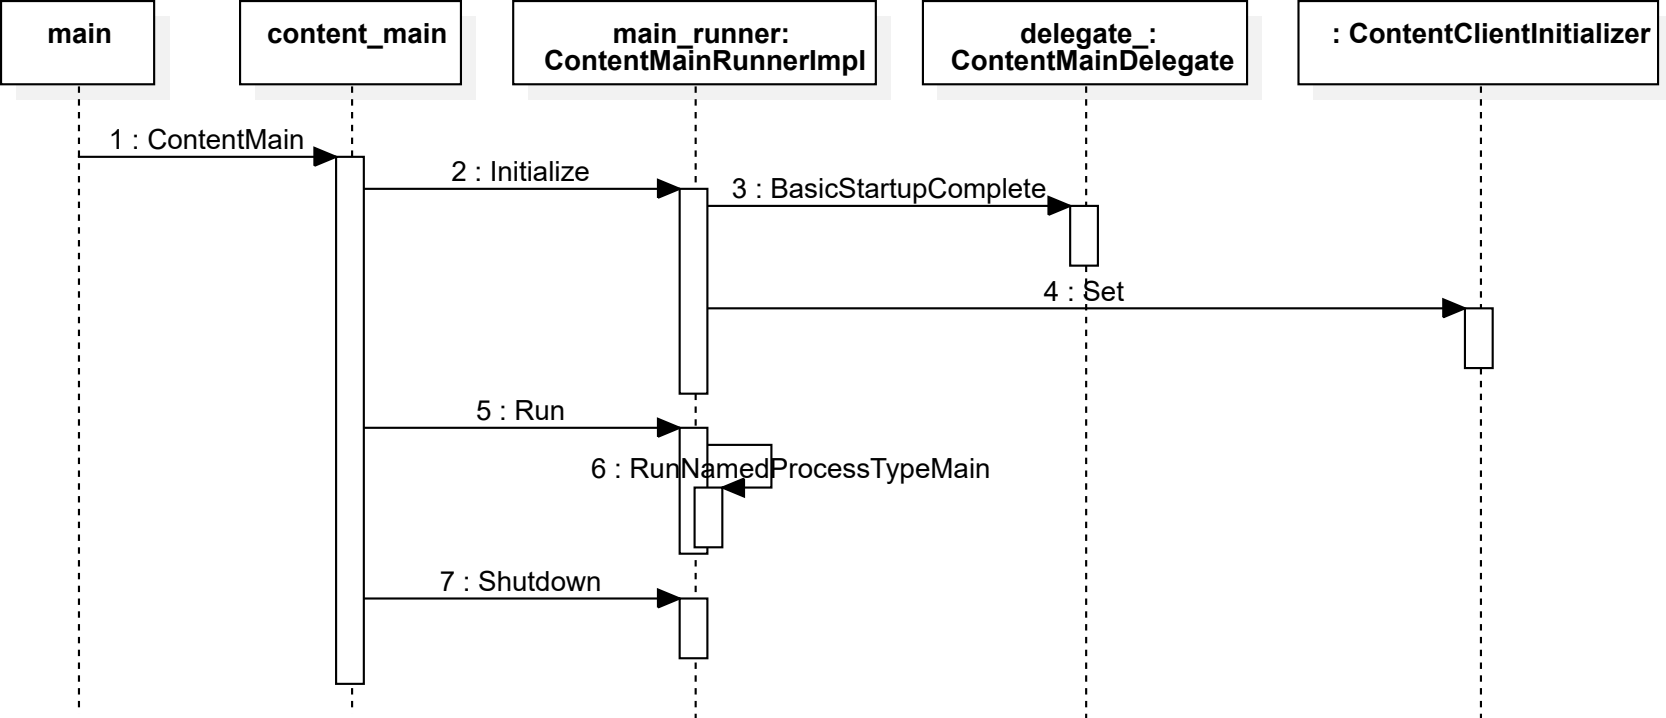 main
content_main
main_runner:
ContentMainRunnerImpl
delegate_:
ContentMainDelegate
: ContentClientInitializer
1 : ContentMain
2 : Initialize
3 : BasicStartupComplete
4 : Set
5 : Run
6 : RunNamedProcessTypeMain
7 : Shutdown